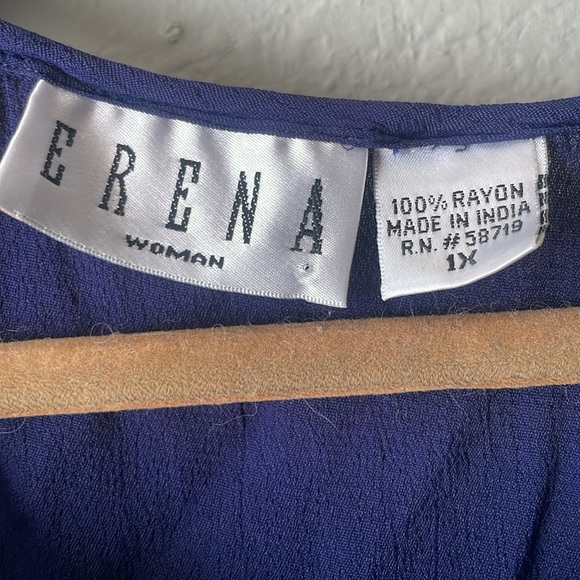 ERENA
WOMAN
100% RAYON
MADE IN INDIA
R.N. # 58719
1X